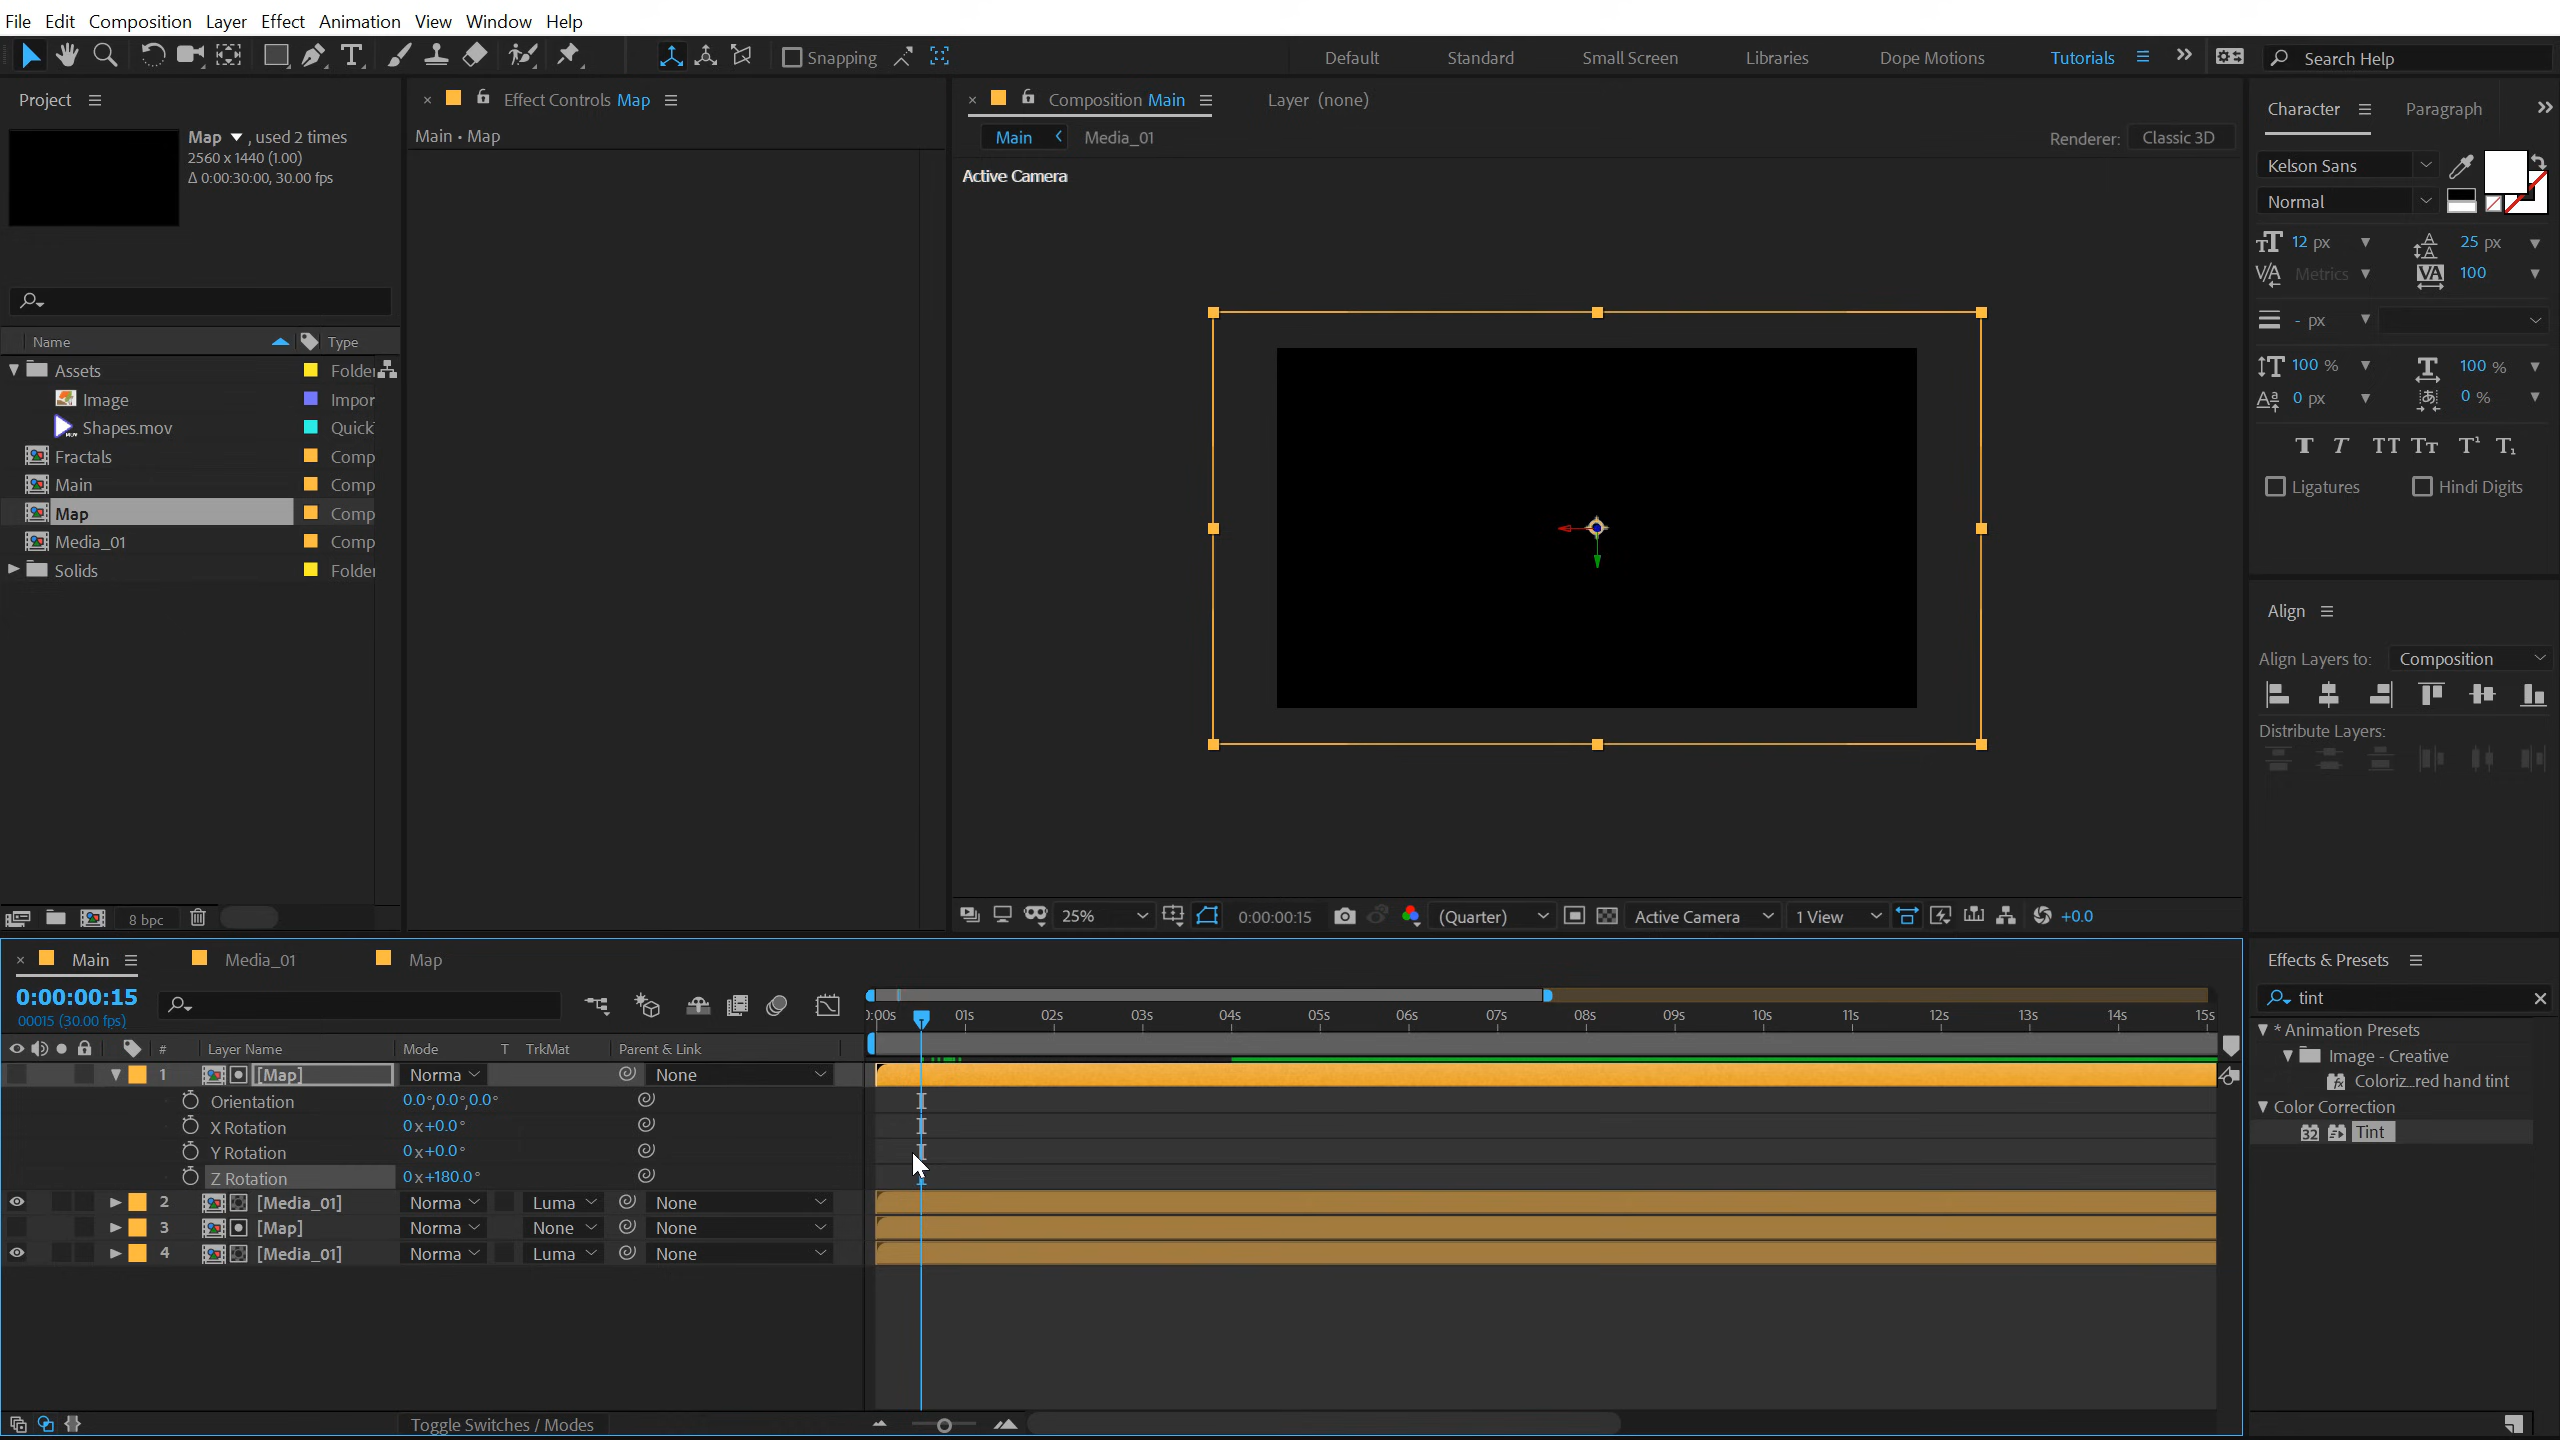 File Edit Composition Layer Effect Animation View Window Help
Snapping
Default Standard Small Screen Libraries Dope Motions Tutorials
Search Help
Project
Map , used 2 times
2560 x 1440 (1.00)
Δ 0:00:30:00, 30.00 fps
Name Type
Assets Folde
Image Impor
Shapes.mov Quick
Fractals Comp
Main Comp
Map Comp
Media_01 Comp
Solids Folde
8 bpc
Effect Controls Map
Main • Map
Composition Main
Layer (none)
Main Media_01
Renderer: Classic 3D
Active Camera
25% 0:00:00:15 (Quarter) Active Camera 1 View +0.0
Character Paragraph
Kelson Sans
Normal
12 px 25 px
Metrics 100
- px
100 % 100 %
0 px 0 %
T T TT Tt T¹ T₁
Ligatures Hindi Digits
Align
Align Layers to: Composition
Distribute Layers:
Effects & Presets
tint
* Animation Presets
Image - Creative
Coloriz...red hand tint
Color Correction
32 Tint
Main Media_01 Map
0:00:00:15
00015 (30.00 fps)
:00s 01s 02s 03s 04s 05s 06s 07s 08s 09s 10s 11s 12s 13s 14s 15s
# Layer Name Mode T TrkMat Parent & Link
1 [Map] Norma None
Orientation 0.0°,0.0°,0.0°
X Rotation 0x+0.0°
Y Rotation 0x+0.0°
Z Rotation 0x+180.0°
2 [Media_01] Norma Luma None
3 [Map] Norma None None
4 [Media_01] Norma Luma None
Toggle Switches / Modes